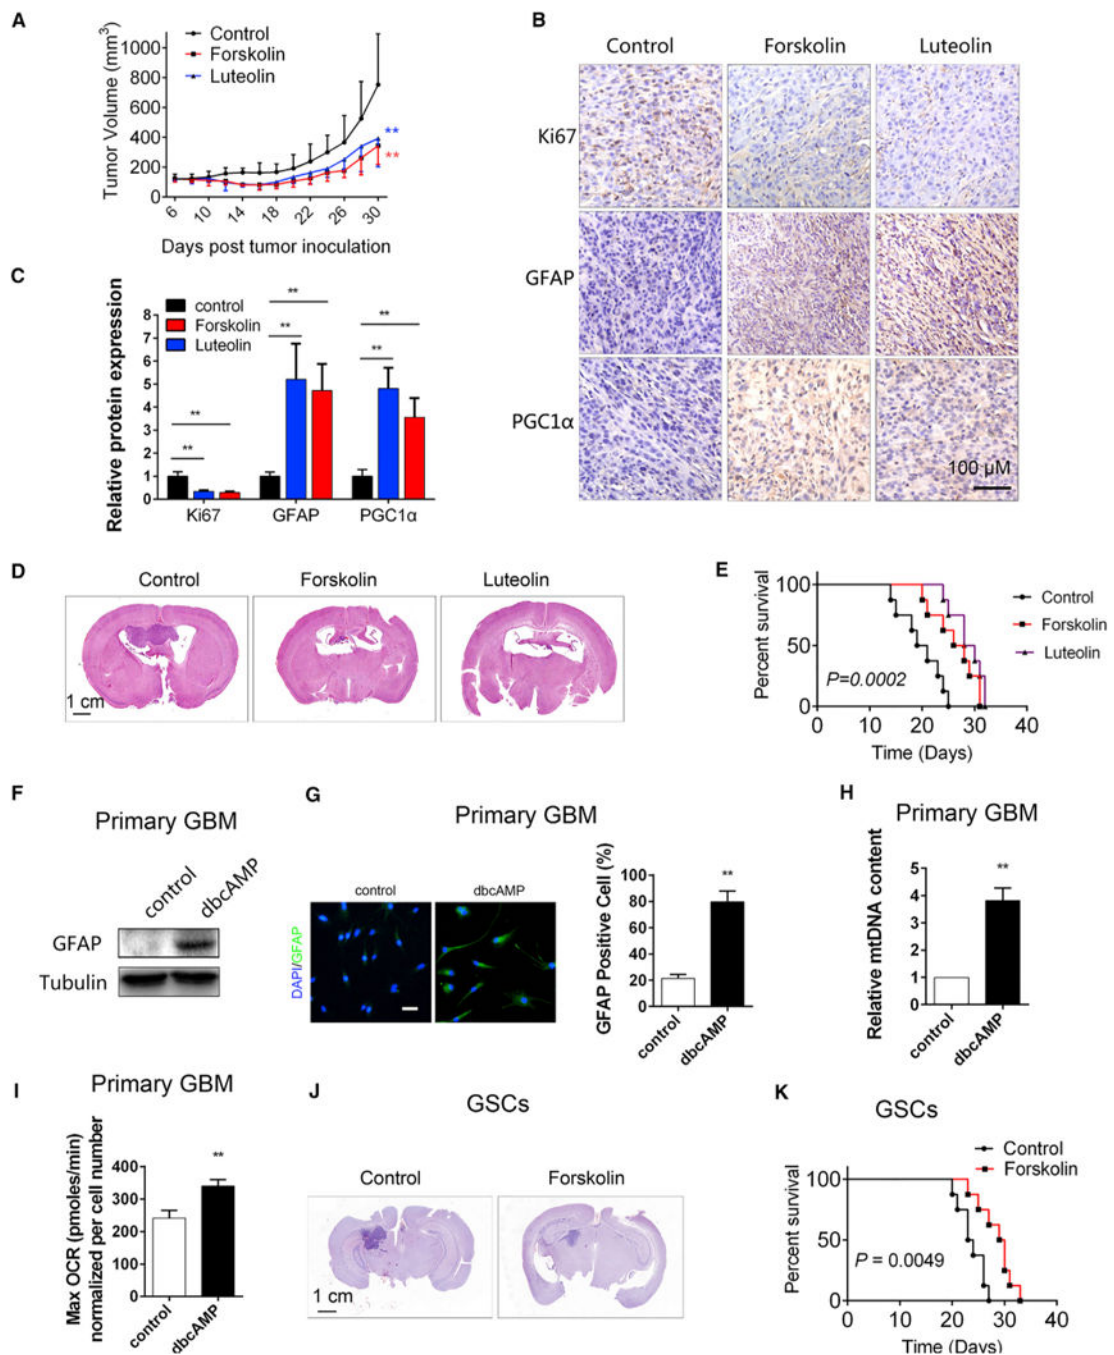 A
Tumor Volume (mm³)
1000
800
600
400
200
0
Control
Forskolin
Luteolin
**
**
6 10 14 18 22 26 30
Days post tumor inoculation
B
Control Forskolin Luteolin
Ki67
GFAP
PGC1α
100 μM
C
Relative protein expression
8
7
6
5
4
3
2
1
0
control
Forskolin
Luteolin
** ** **
** ** **
Ki67 GFAP PGC1α
D
Control Forskolin Luteolin
1 cm
E
Percent survival
100
50
0
P=0.0002
Control
Forskolin
Luteolin
0 10 20 30 40
Time (Days)
F
Primary GBM
control dbcAMP
GFAP
Tubulin
G
Primary GBM
control dbcAMP
DAPI/GFAP
GFAP Positive Cell (%)
100
80
60
40
20
0
**
control dbcAMP
H
Primary GBM
Relative mtDNA content
5
4
3
2
1
0
**
control dbcAMP
I
Primary GBM
Max OCR (pmoles/min)
normalized per cell number
400
300
200
100
0
**
control dbcAMP
J
GSCs
Control Forskolin
1 cm
K
GSCs
Control
Forskolin
Percent survival
100
50
0
P = 0.0049
0 10 20 30 40
Time (Days)